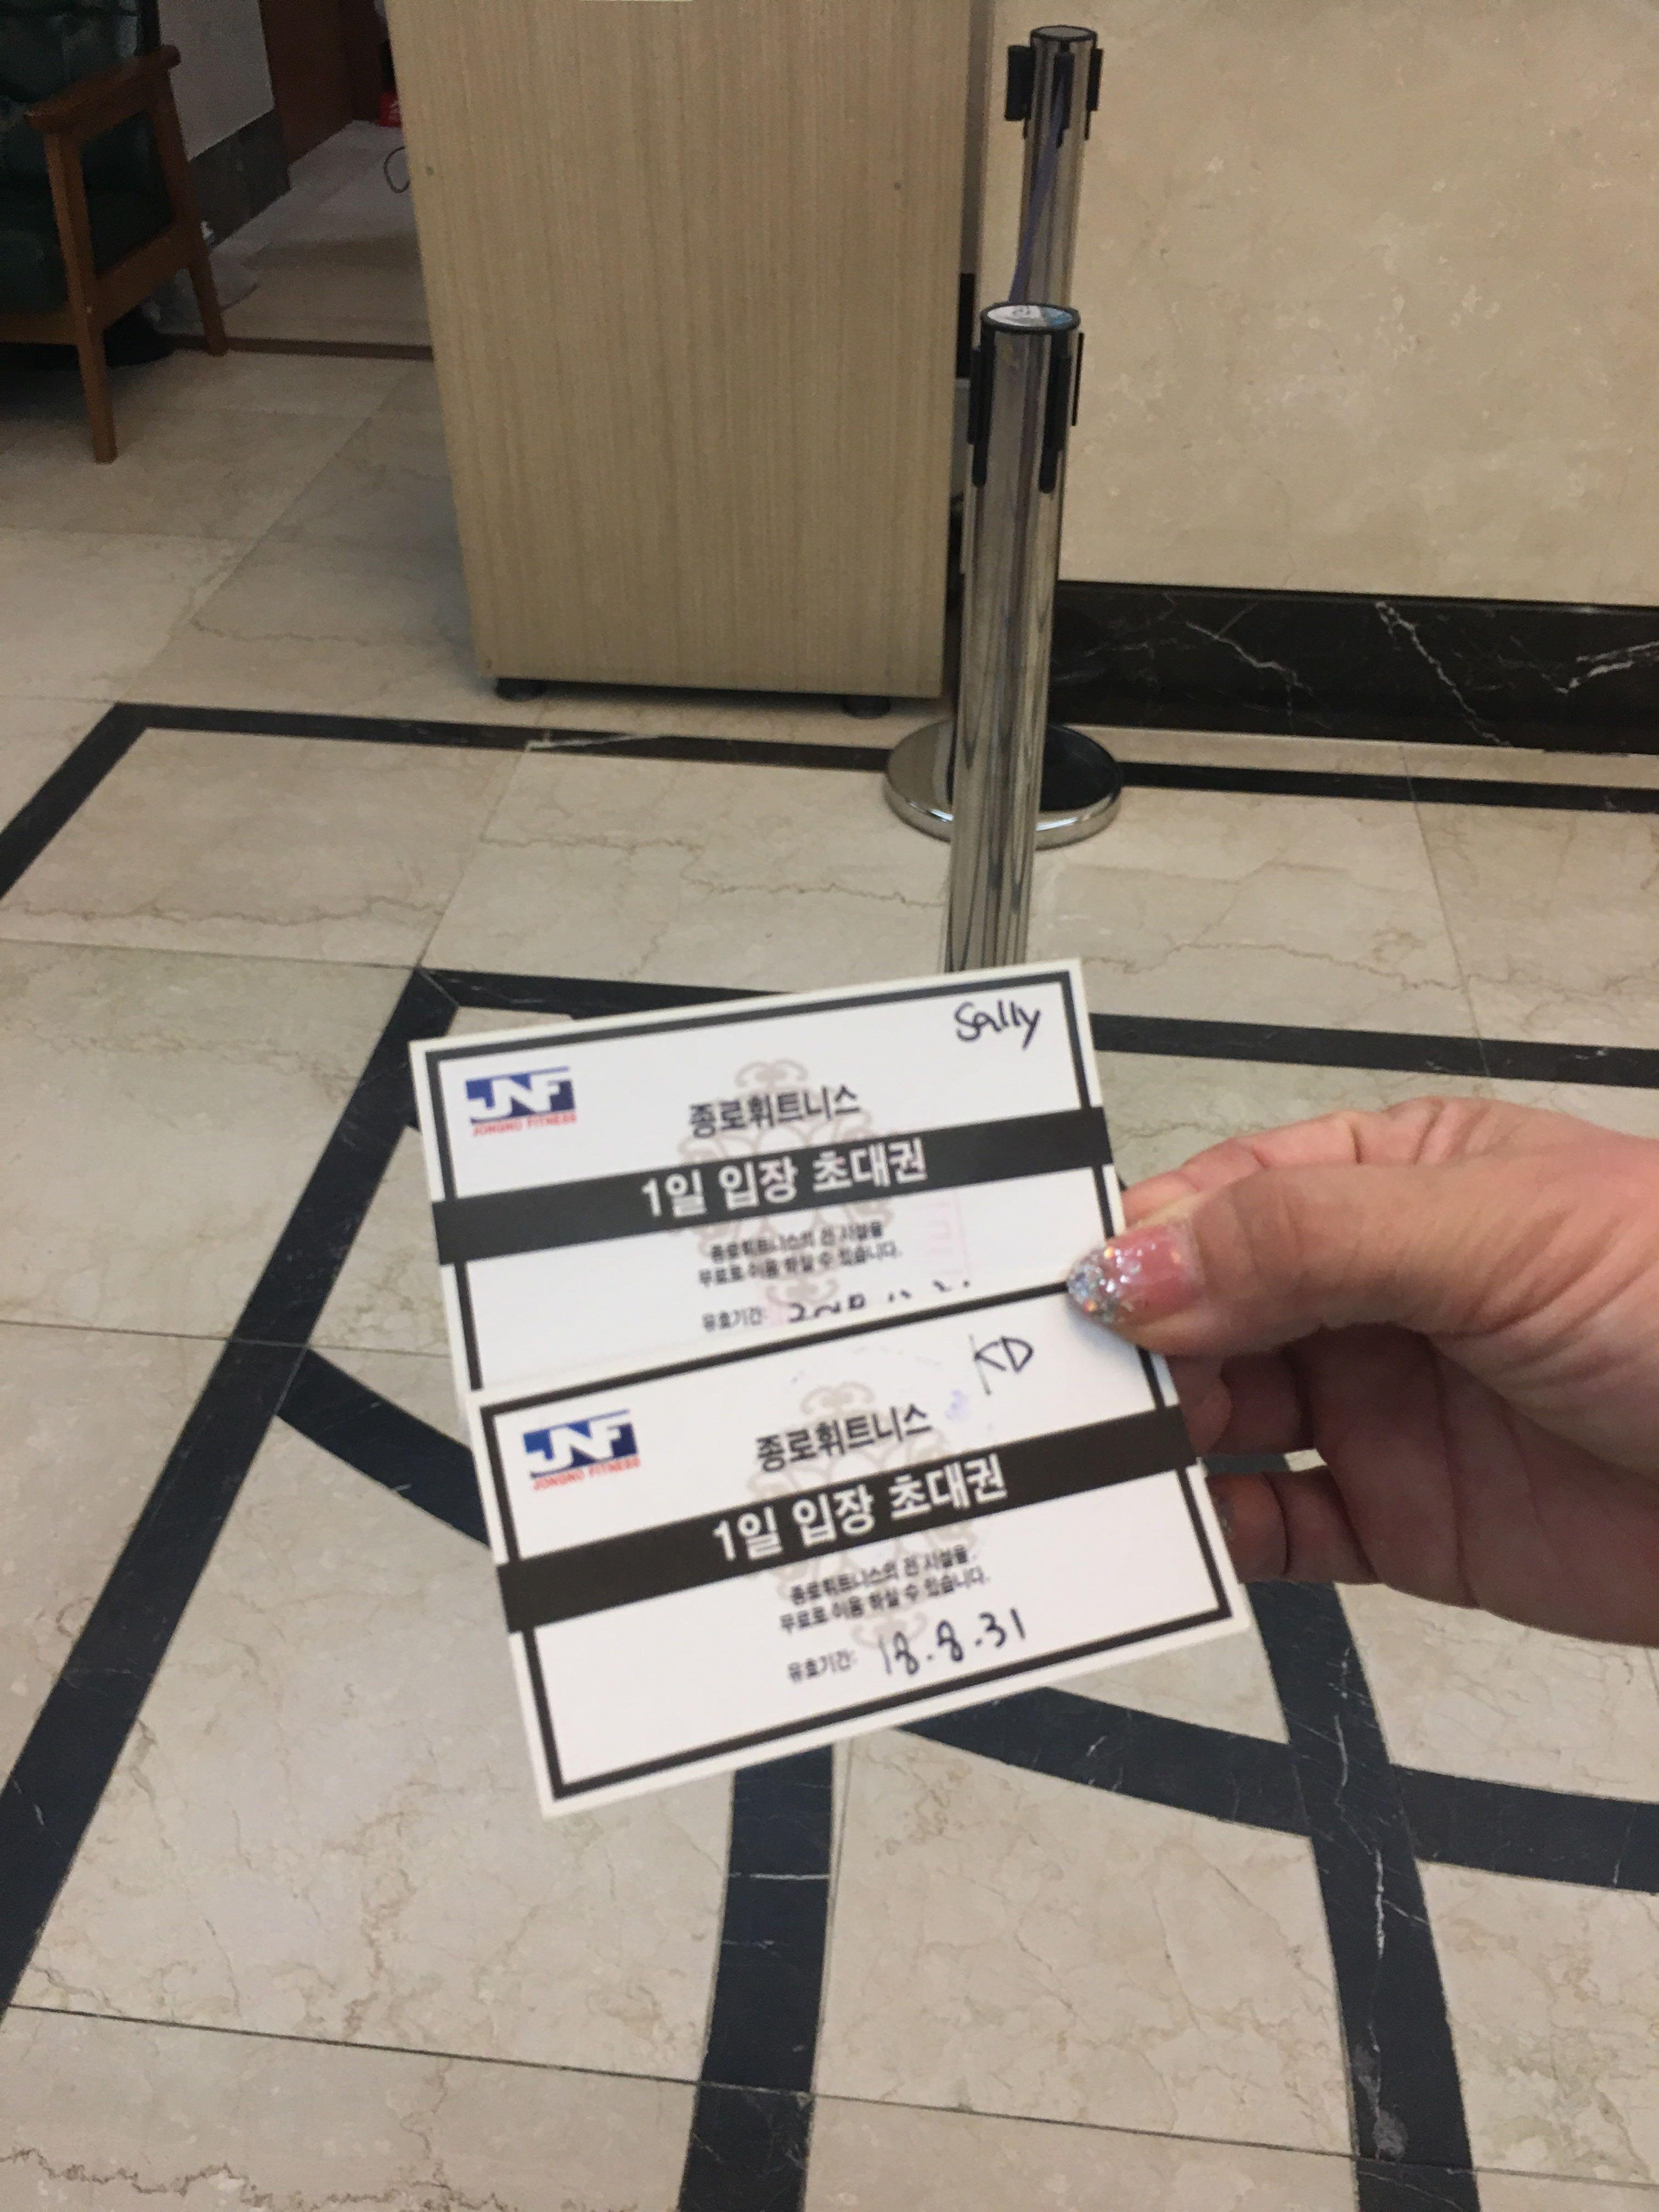 Sally
JNF
JONGNO FITNESS
종로휘트니스
1일 입장 초대권
종로휘트니스의 전 시설을
무료로 이용 하실 수 있습니다.
유효기간:
KD
JNF
JONGNO FITNESS
종로휘트니스
1일 입장 초대권
종로휘트니스의 전 시설을
무료로 이용 하실 수 있습니다.
유효기간: 18.8.31